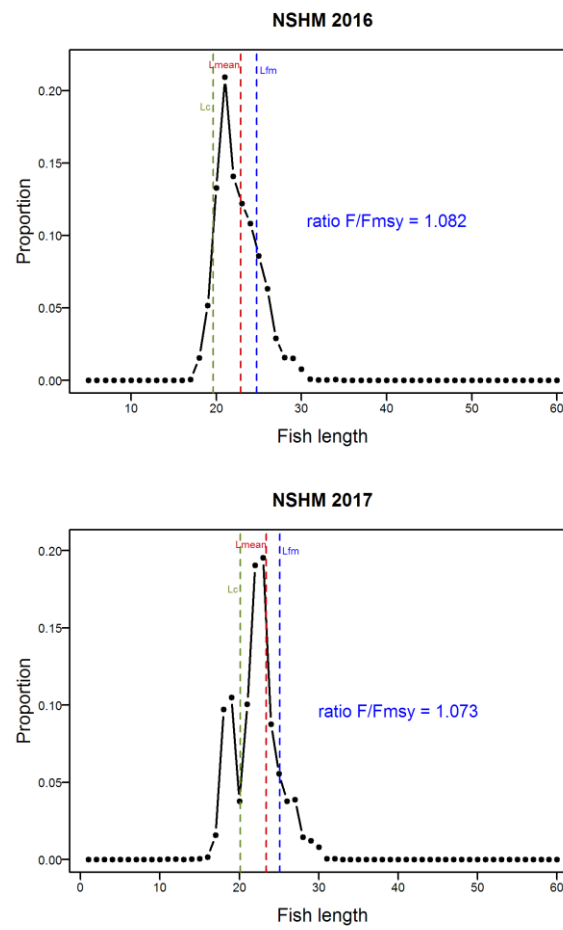 NSHM 2016
Lmean
Lfm
Lc
0.20
0.15
0.10
0.05
0.00
Proportion
ratio F/Fmsy = 1.082
10 20 30 40 50 60
Fish length
NSHM 2017
Lmean
Lfm
Lc
0.20
0.15
0.10
0.05
0.00
Proportion
ratio F/Fmsy = 1.073
0 10 20 30 40 50 60
Fish length